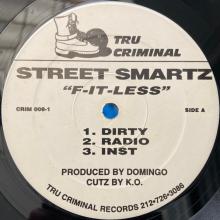 TRU
CRIMINAL
STREET SMARTZ
"F-IT-LESS"
CRIM 008-1
SIDE A
1. DIRTY
2. RADIO
3. INST
PRODUCED BY DOMINGO
CUTZ BY K.O.
TRU CRIMINAL RECORDS 212-726-3086